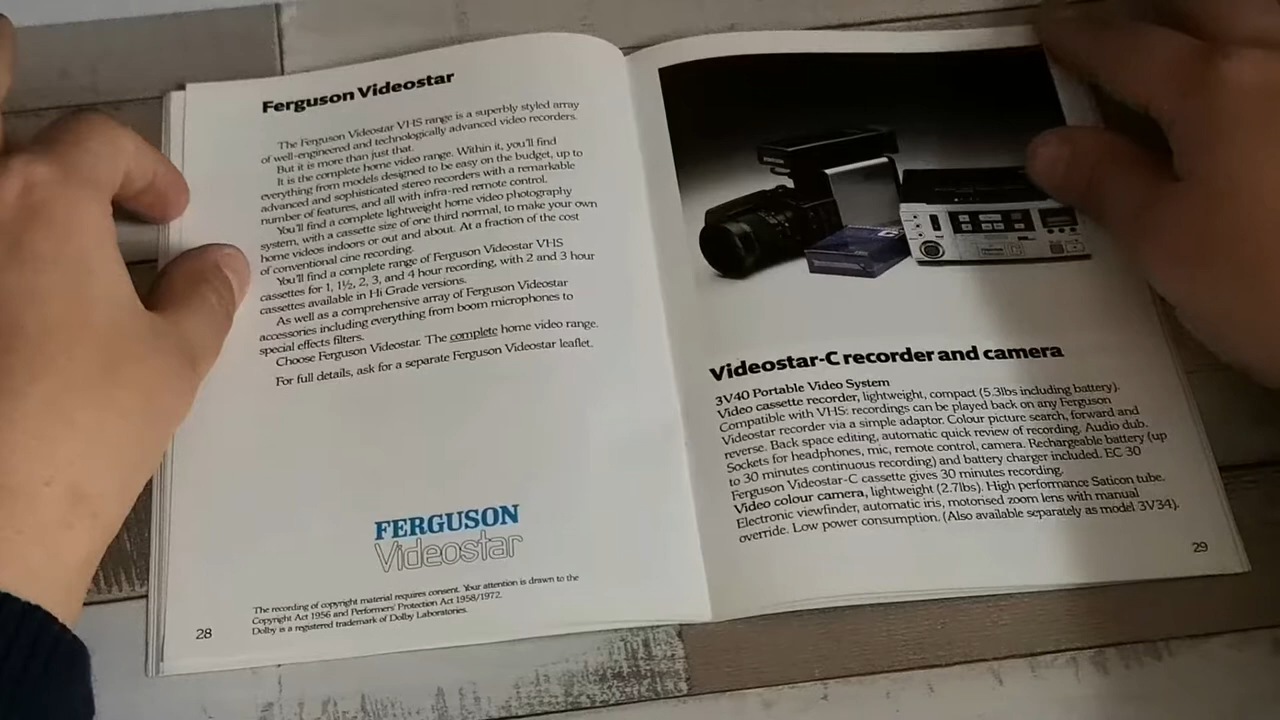 Ferguson Videostar
The Ferguson Videostar VHS range is a superbly styled array
of well-engineered and technologically advanced video recorders.
But it is more than just that.
It is the complete home video range. Within it, you'll find
everything from models designed to be easy on the budget, up to
advanced and sophisticated stereo recorders with a remarkable
number of features, and all with infra-red remote control.
You'll find a complete lightweight home video photography
system, with a cassette size of one third normal, to make your own
home videos indoors or out and about. At a fraction of the cost
of conventional cine recording.
You'll find a complete range of Ferguson Videostar VHS
cassettes for 1, 1½, 2, 3, and 4 hour recording, with 2 and 3 hour
cassettes available in Hi Grade versions.
As well as a comprehensive array of Ferguson Videostar
accessories including everything from boom microphones to
special effects filters.
Choose Ferguson Videostar. The complete home video range.
For full details, ask for a separate Ferguson Videostar leaflet.
FERGUSON
Videostar
The recording of copyright material requires consent. Your attention is drawn to the
Copyright Act 1956 and Performers' Protection Act 1958/1972.
Dolby is a registered trademark of Dolby Laboratories.
28
Videostar-C recorder and camera
3V40 Portable Video System
Video cassette recorder, lightweight, compact (5.3lbs including battery).
Compatible with VHS: recordings can be played back on any Ferguson
Videostar recorder via a simple adaptor. Colour picture search, forward and
reverse. Back space editing, automatic quick review of recording. Audio dub.
Sockets for headphones, mic, remote control, camera. Rechargeable battery (up
to 30 minutes continuous recording) and battery charger included. EC 30
Ferguson Videostar-C cassette gives 30 minutes recording.
Video colour camera, lightweight (2.7lbs). High performance Saticon tube.
Electronic viewfinder, automatic iris, motorised zoom lens with manual
override. Low power consumption. (Also available separately as model 3V34).
29